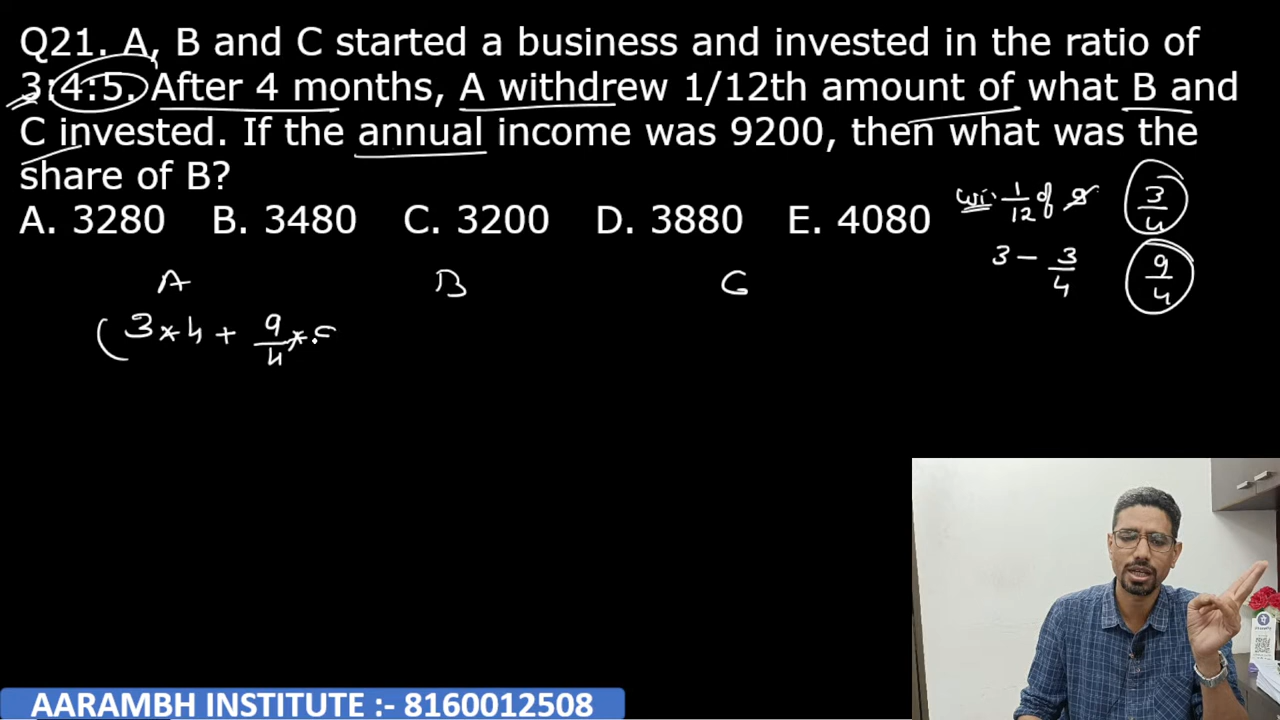 Q21. A, B and C started a business and invested in the ratio of
3:4:5. After 4 months, A withdrew 1/12th amount of what B and
C invested. If the annual income was 9200, then what was the
share of B?
A. 3280 B. 3480 C. 3200 D. 3880 E. 4080
1/12 of 9 3/4
3 - 3/4 9/4
A B C
(3*4 + 9/4 *
AARAMBH INSTITUTE :- 8160012508